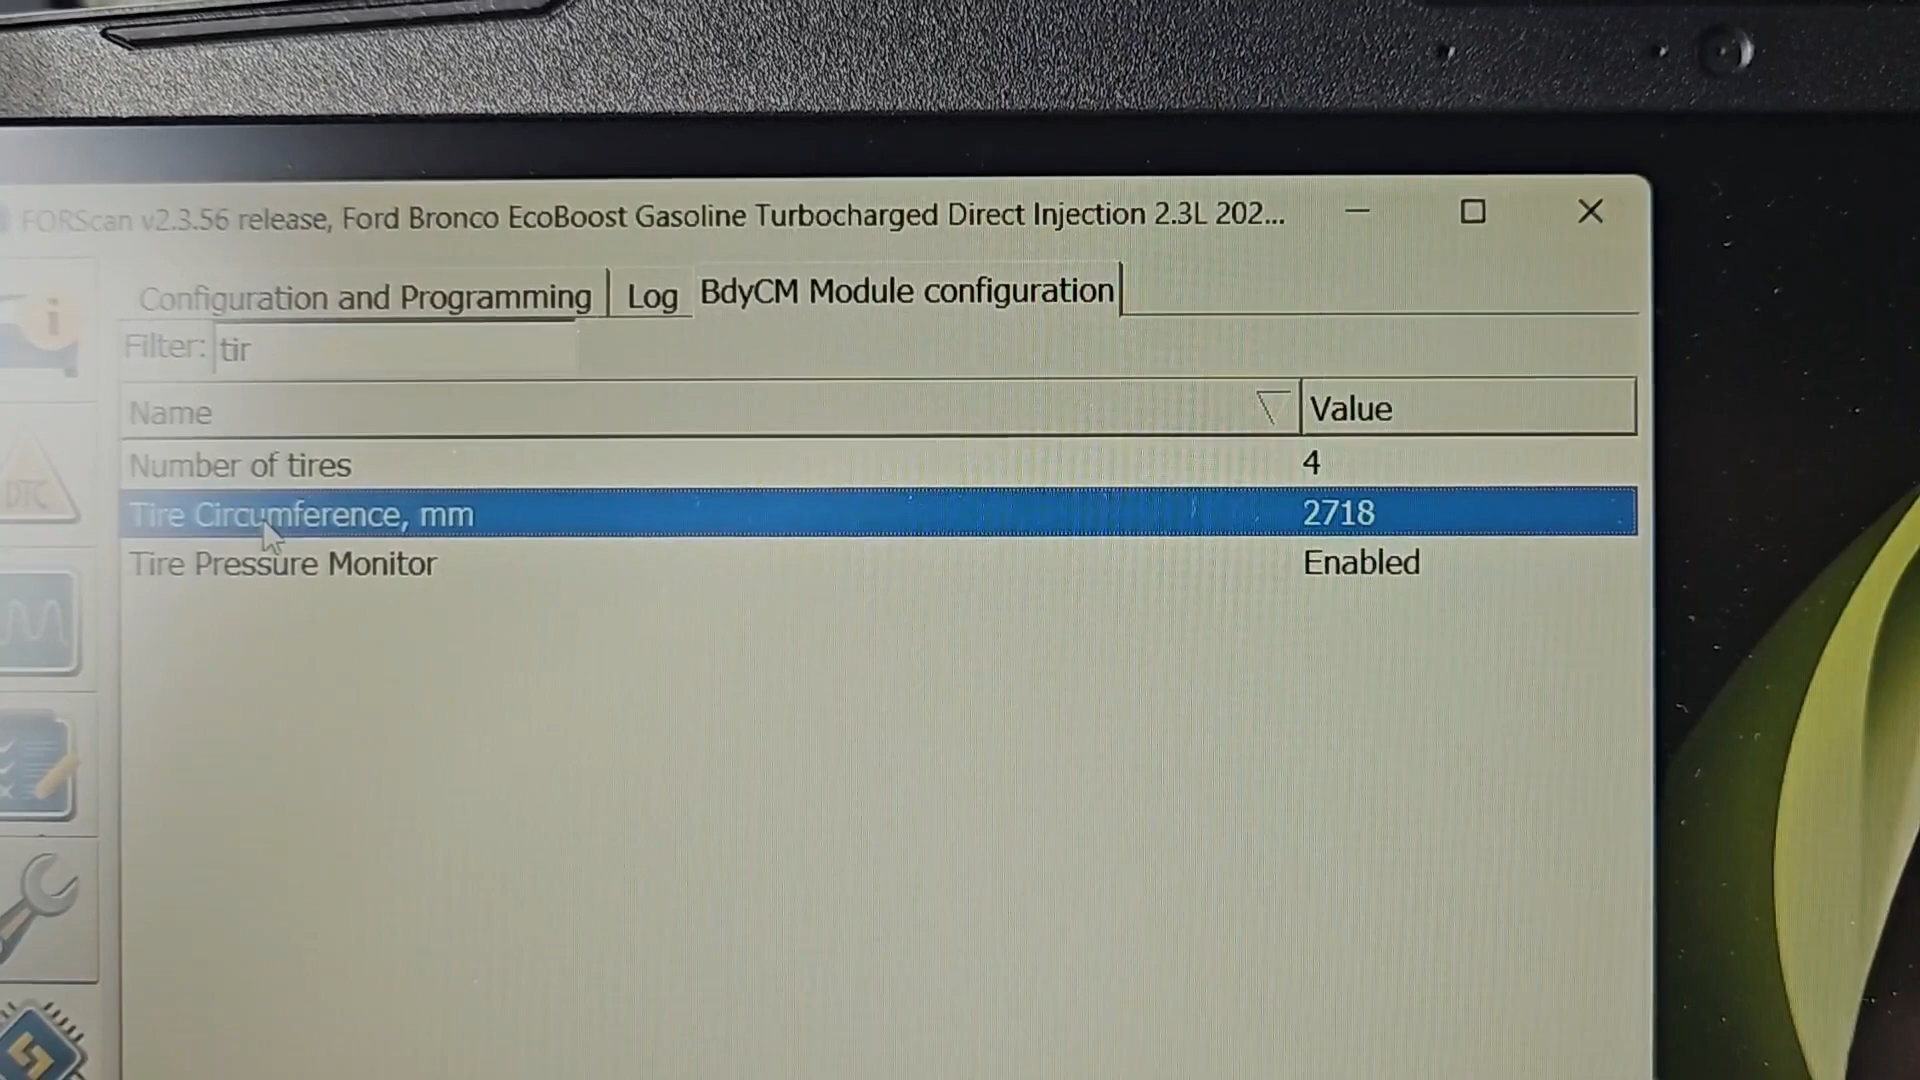 FORScan v2.3.56 release, Ford Bronco EcoBoost Gasoline Turbocharged Direct Injection 2.3L 202...
Configuration and Programming Log BdyCM Module configuration
Filter: tir
Name Value
Number of tires 4
Tire Circumference, mm 2718
Tire Pressure Monitor Enabled
DTC